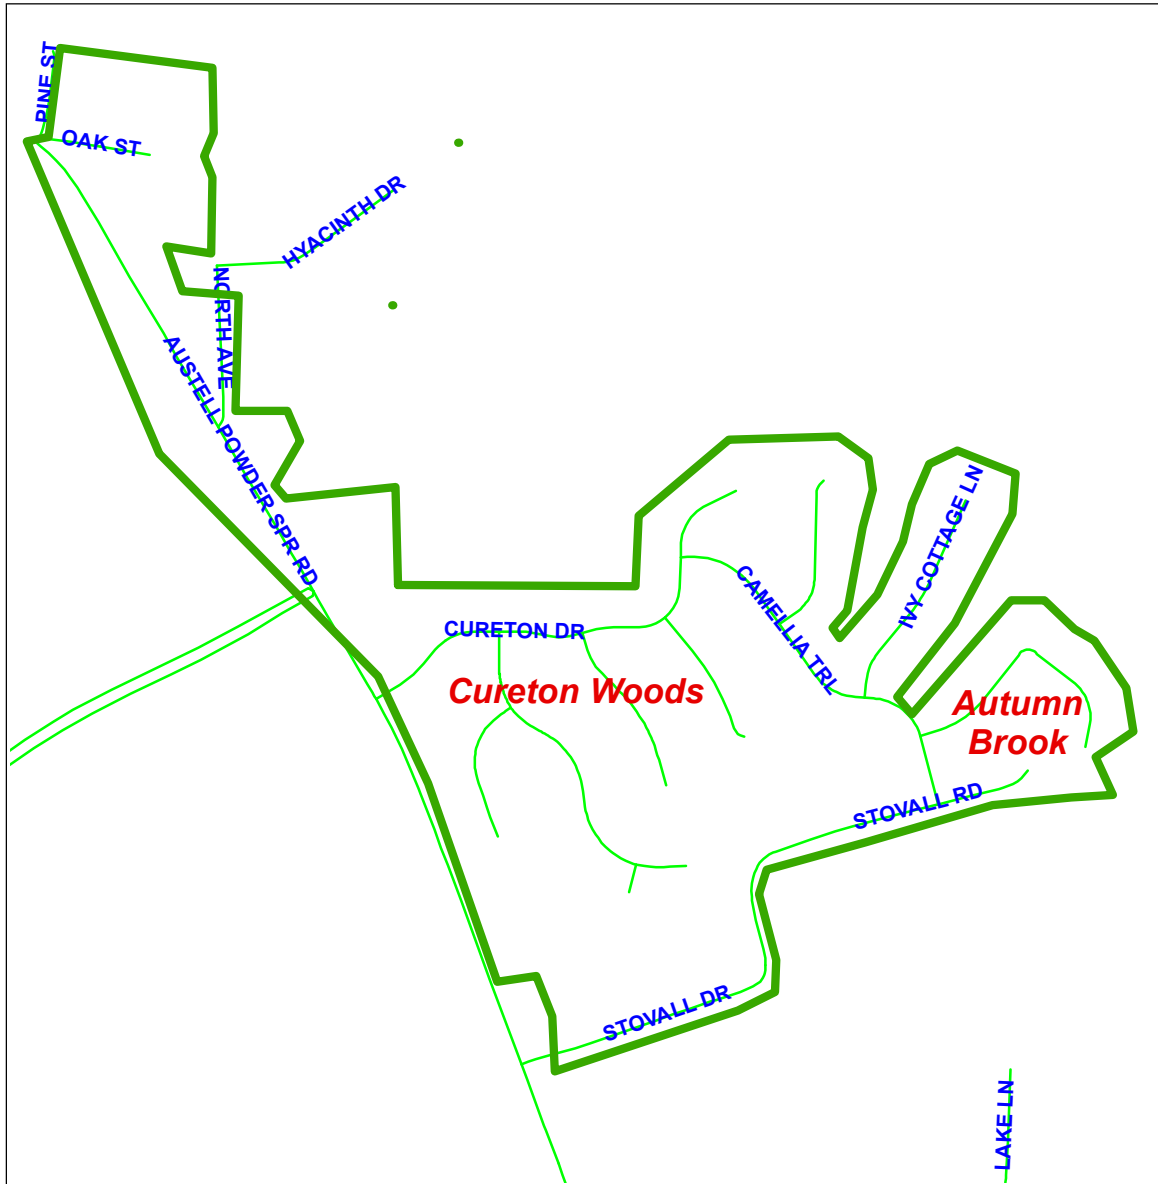 PINE ST
OAK ST
HYACINTH DR
NORTH AVE
AUSTELL POWDER SPR RD
IVY COTTAGE LN
CAMELLIA TRL
CURETON DR
Cureton Woods
Autumn
Brook
STOVALL RD
STOVALL DR
LAKE LN